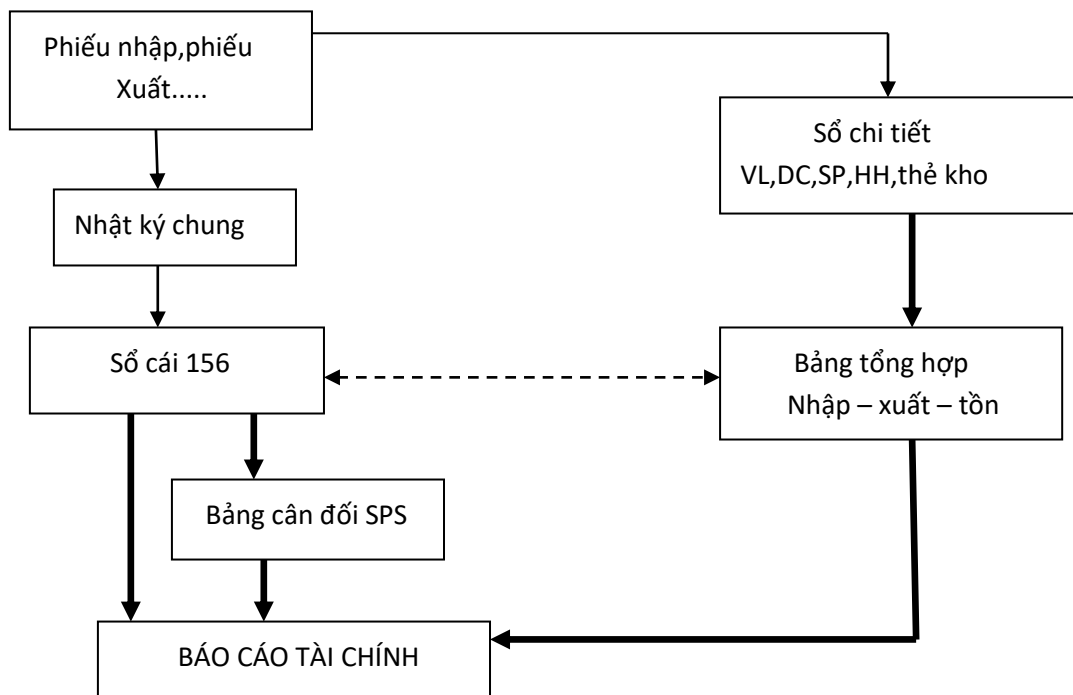 Phiếu nhập,phiếu
Xuất.....
Sổ chi tiết
VL,DC,SP,HH,thẻ kho
Nhật ký chung
Sổ cái 156
Bảng tổng hợp
Nhập – xuất – tồn
Bảng cân đối SPS
BÁO CÁO TÀI CHÍNH